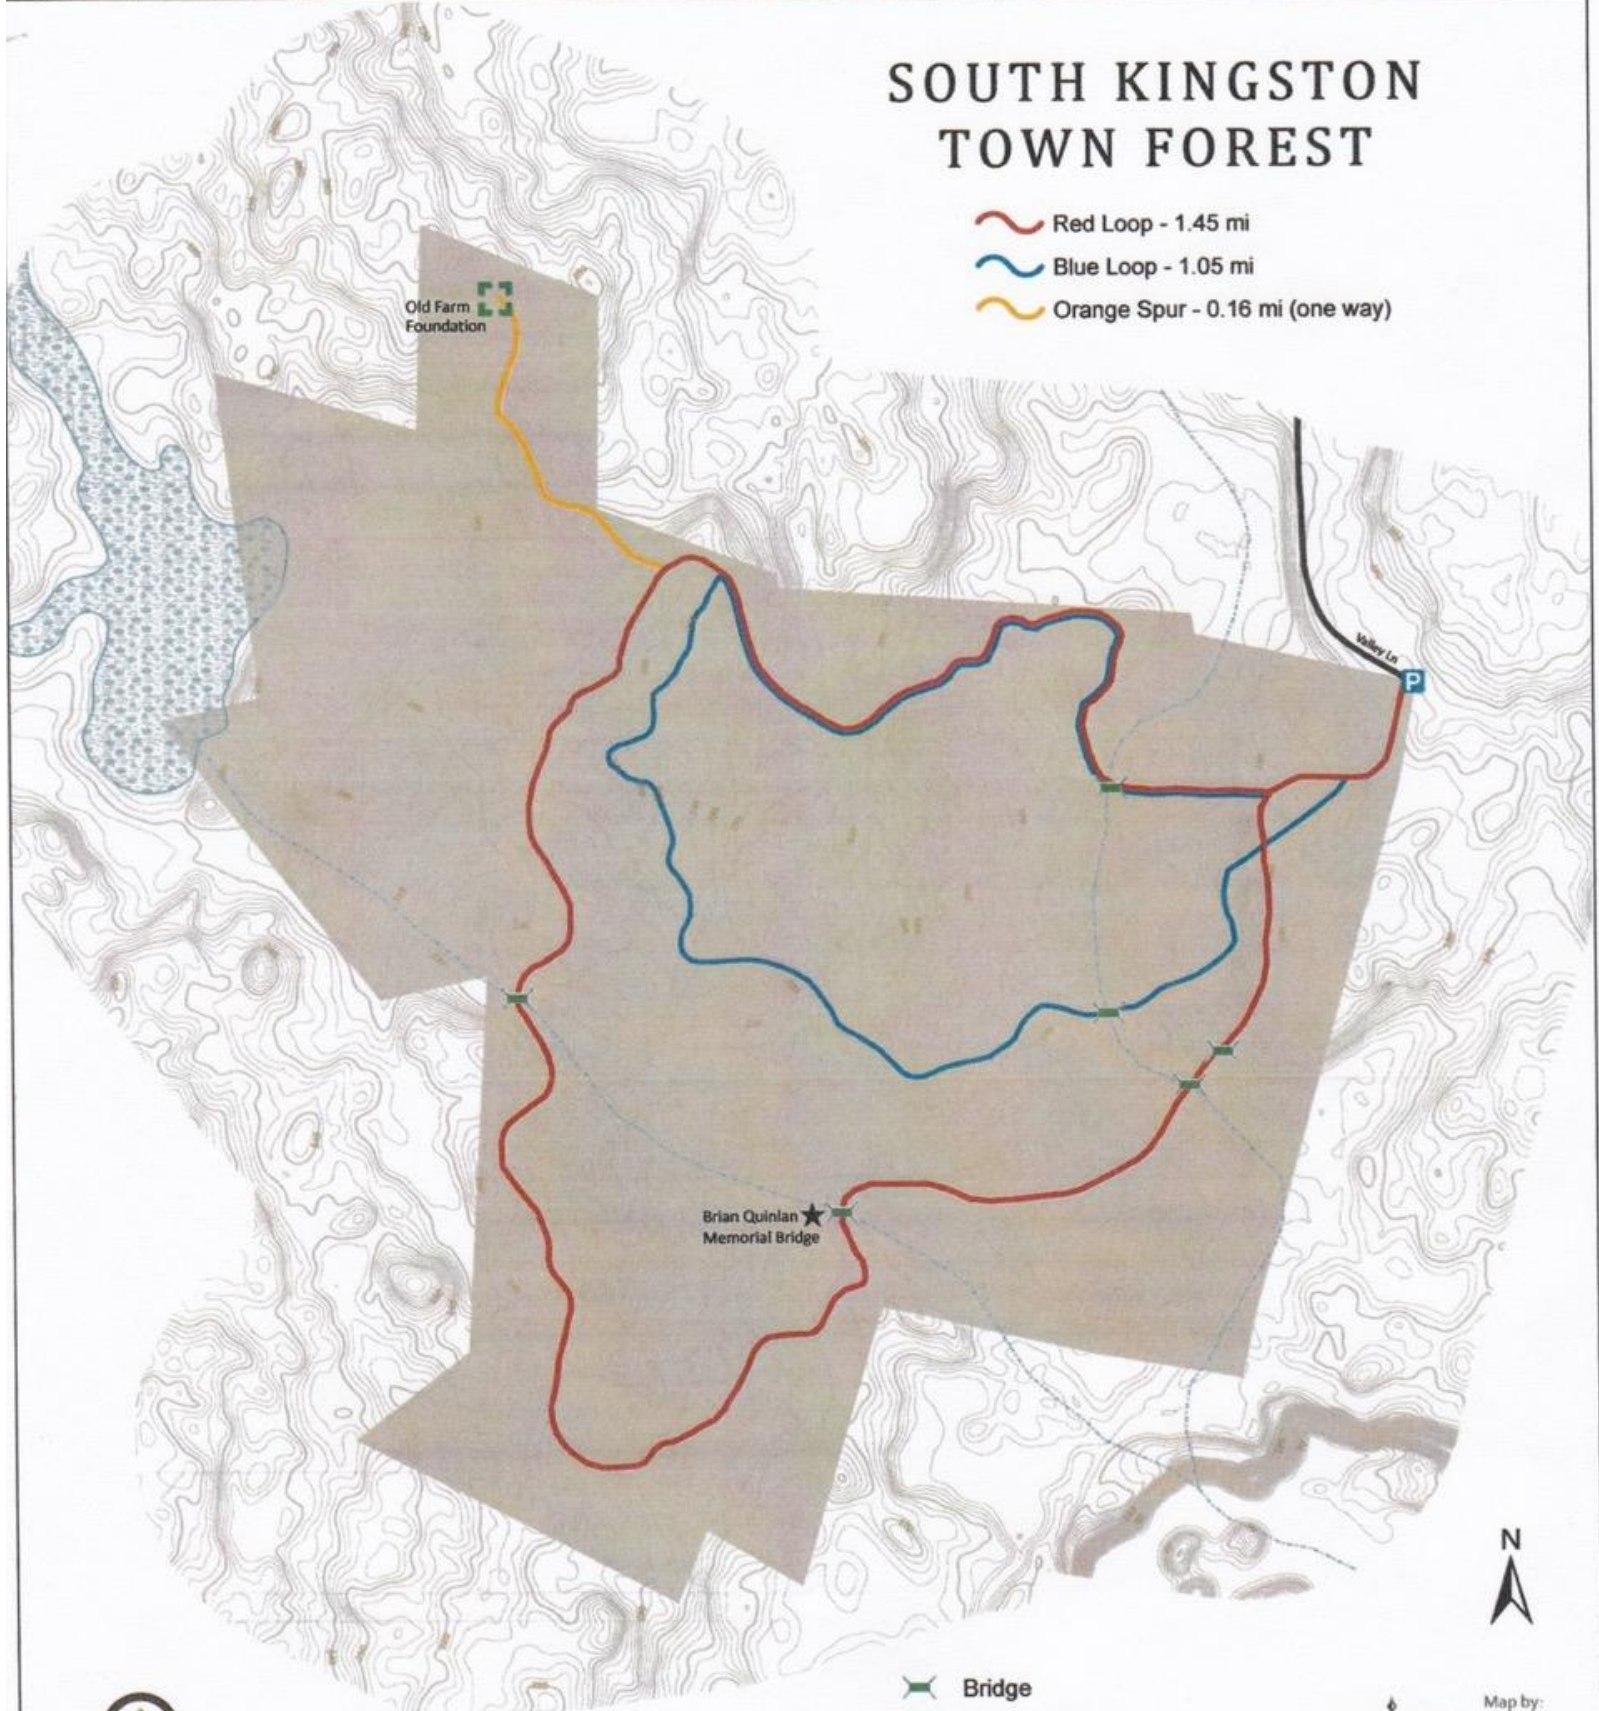 SOUTH KINGSTON
TOWN FOREST
Red Loop - 1.45 mi
Blue Loop - 1.05 mi
Orange Spur - 0.16 mi (one way)
Old Farm
Foundation
Valley Ln
P
Brian Quinlan
Memorial Bridge
N
Bridge
Map by: